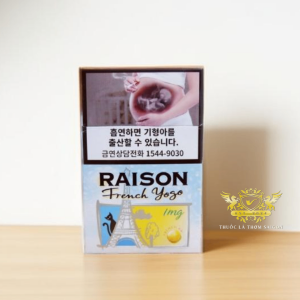 흡연하면 기형아를
출산할 수 있습니다.
금연상담전화 1544-9030
RAISON
French Yogo
1mg